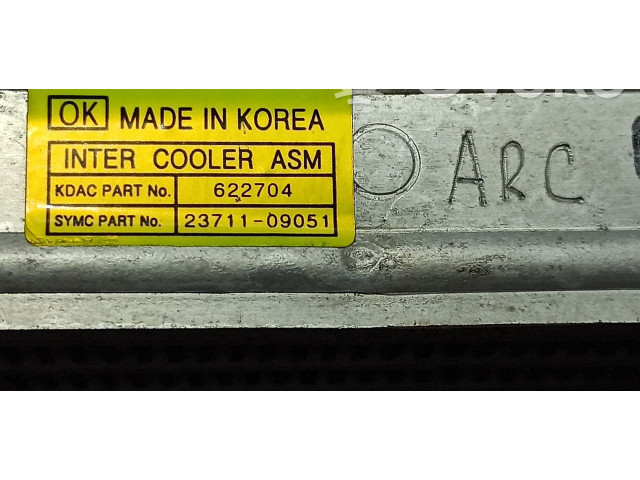 OK MADE IN KOREA
INTER COOLER ASM
KDAC PART No. 622704
SYMC PART No. 23711-09051
ARC